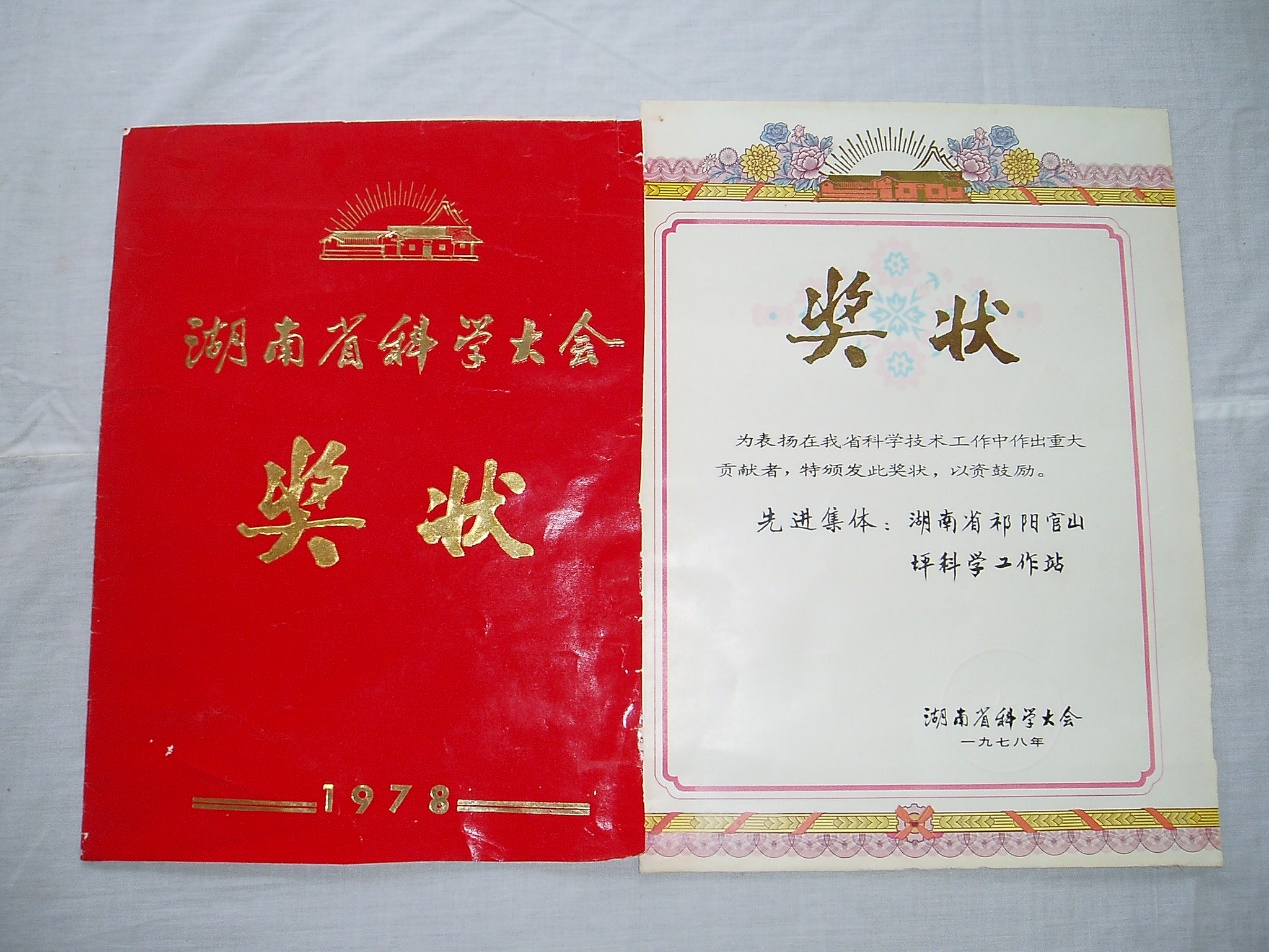 湖南省科学大会
奖状
1978
奖状
为表扬在我省科学技术工作中作出重大
贡献者，特颁发此奖状，以资鼓励。
先进集体：湖南省祁阳官山
坪科学工作站
湖南省科学大会
一九七八年